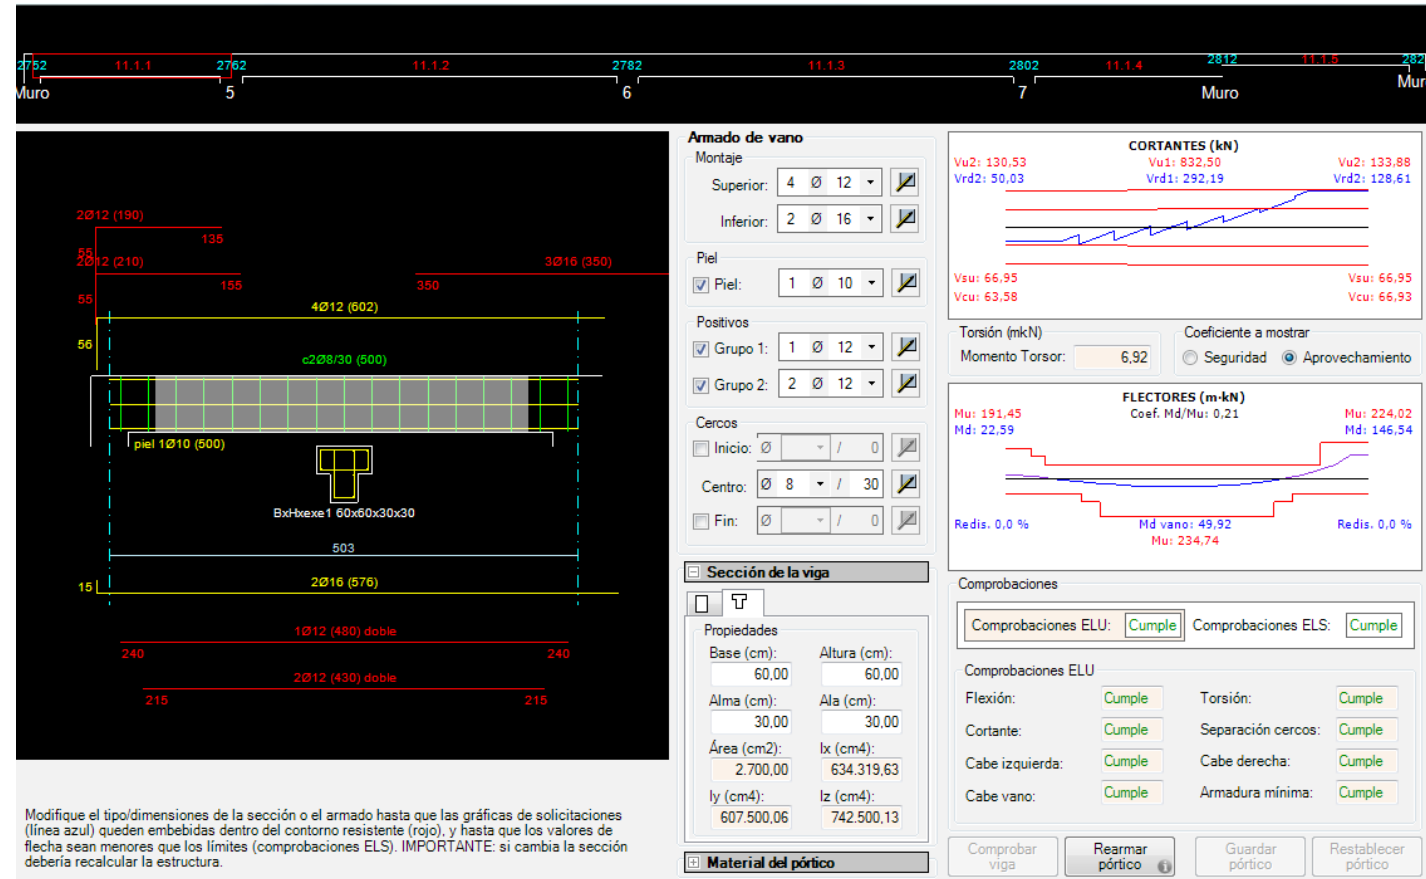 2752 11.1.1 2762 11.1.2 2782 11.1.3 2802 11.1.4 2812 11.1.5 282
Muro 5 6 7 Muro Mur
2Ø12 (190)
135
55
2Ø12 (210)
155
55
3Ø16 (350)
350
4Ø12 (602)
56
c2Ø8/30 (500)
piel 1Ø10 (500)
BxHxexe1 60x60x30x30
503
15 2Ø16 (576)
1Ø12 (480) doble
240 240
2Ø12 (430) doble
215 215
Modifique el tipo/dimensiones de la sección o el armado hasta que las gráficas de solicitaciones
(línea azul) queden embebidas dentro del contorno resistente (rojo), y hasta que los valores de
flecha sean menores que los límites (comprobaciones ELS). IMPORTANTE: si cambia la sección
debería recalcular la estructura.
Armado de vano
Montaje
Superior: 4 Ø 12
Inferior: 2 Ø 16
Piel
Piel: 1 Ø 10
Positivos
Grupo 1: 1 Ø 12
Grupo 2: 2 Ø 12
Cercos
Inicio: Ø / 0
Centro: Ø 8 / 30
Fin: Ø / 0
Sección de la viga
Propiedades
Base (cm): Altura (cm):
60,00 60,00
Alma (cm): Ala (cm):
30,00 30,00
Área (cm2): Ix (cm4):
2.700,00 634.319,63
Iy (cm4): Iz (cm4):
607.500,06 742.500,13
Material del pórtico
CORTANTES (kN)
Vu2: 130,53 Vu1: 832,50 Vu2: 133,88
Vrd2: 50,03 Vrd1: 292,19 Vrd2: 128,61
Vsu: 66,95 Vsu: 66,95
Vcu: 63,58 Vcu: 66,93
Torsión (mkN)
Momento Torsor: 6,92
Coeficiente a mostrar
Seguridad Aprovechamiento
FLECTORES (m·kN)
Mu: 191,45 Coef. Md/Mu: 0,21 Mu: 224,02
Md: 22,59 Md: 146,54
Redis. 0,0 % Md vano: 49,92 Redis. 0,0 %
Mu: 234,74
Comprobaciones
Comprobaciones ELU: Cumple Comprobaciones ELS: Cumple
Comprobaciones ELU
Flexión: Cumple Torsión: Cumple
Cortante: Cumple Separación cercos: Cumple
Cabe izquierda: Cumple Cabe derecha: Cumple
Cabe vano: Cumple Armadura mínima: Cumple
Comprobar
viga
Rearmar
pórtico
Guardar
pórtico
Restablecer
pórtico